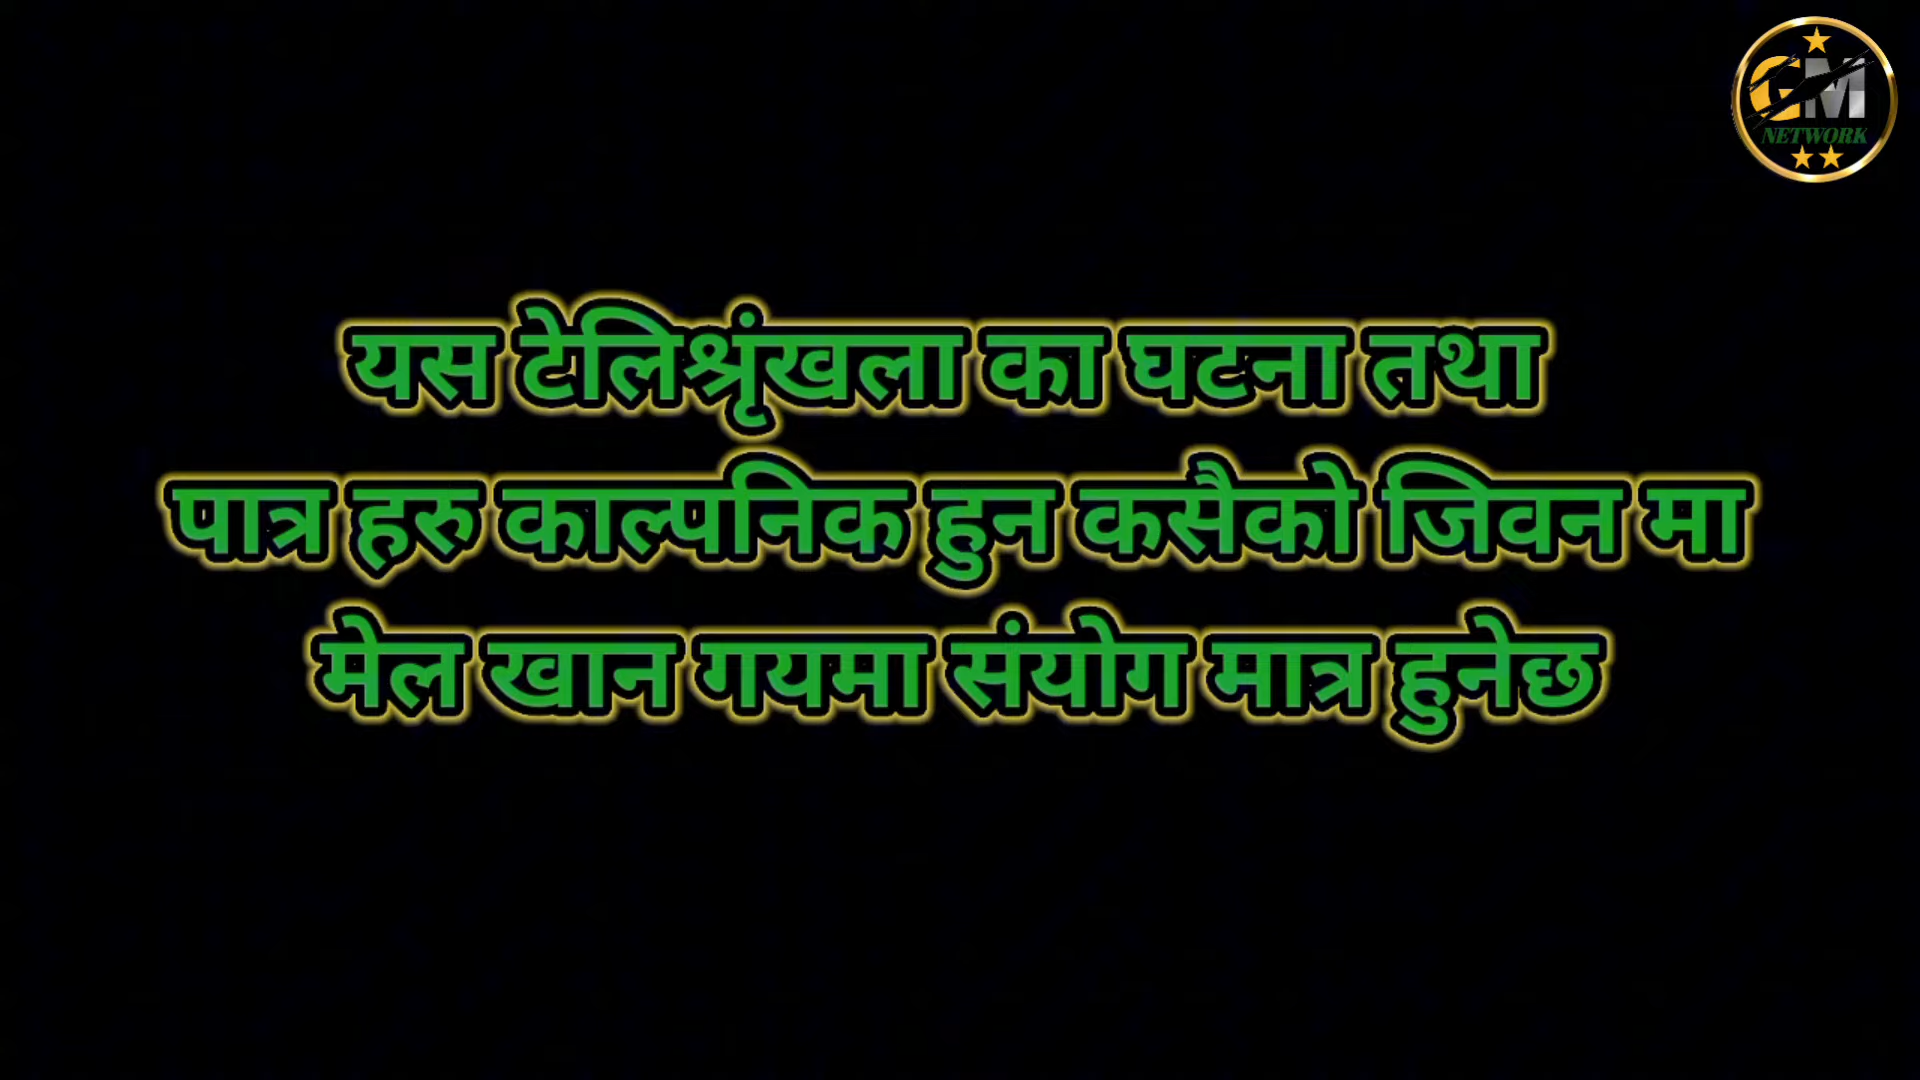 GM
NETWORK
यस टेलिश्रृंखला का घटना तथा
पात्र हरु काल्पनिक हुन कसैको जिवन मा
मेल खान गयमा संयोग मात्र हुनेछ